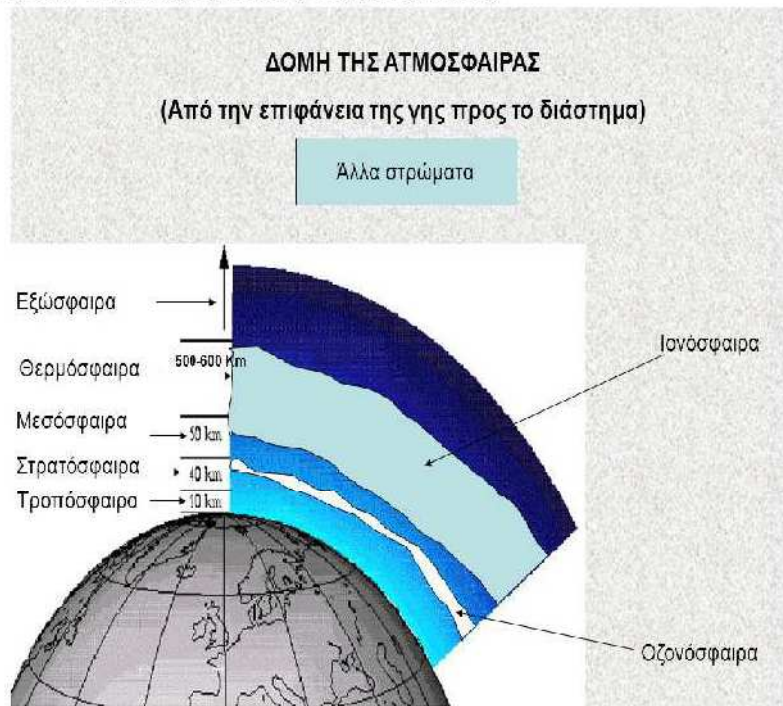 ΔΟΜΗ ΤΗΣ ΑΤΜΟΣΦΑΙΡΑΣ
(Από την επιφάνεια της γης προς το διάστημα)
Άλλα στρώματα
Εξώσφαιρα
Ιονόσφαιρα
500-600 Km
Θερμόσφαιρα
Μεσόσφαιρα
50 km
Στρατόσφαιρα
40 km
Τροπόσφαιρα
10 km
Οζονόσφαιρα